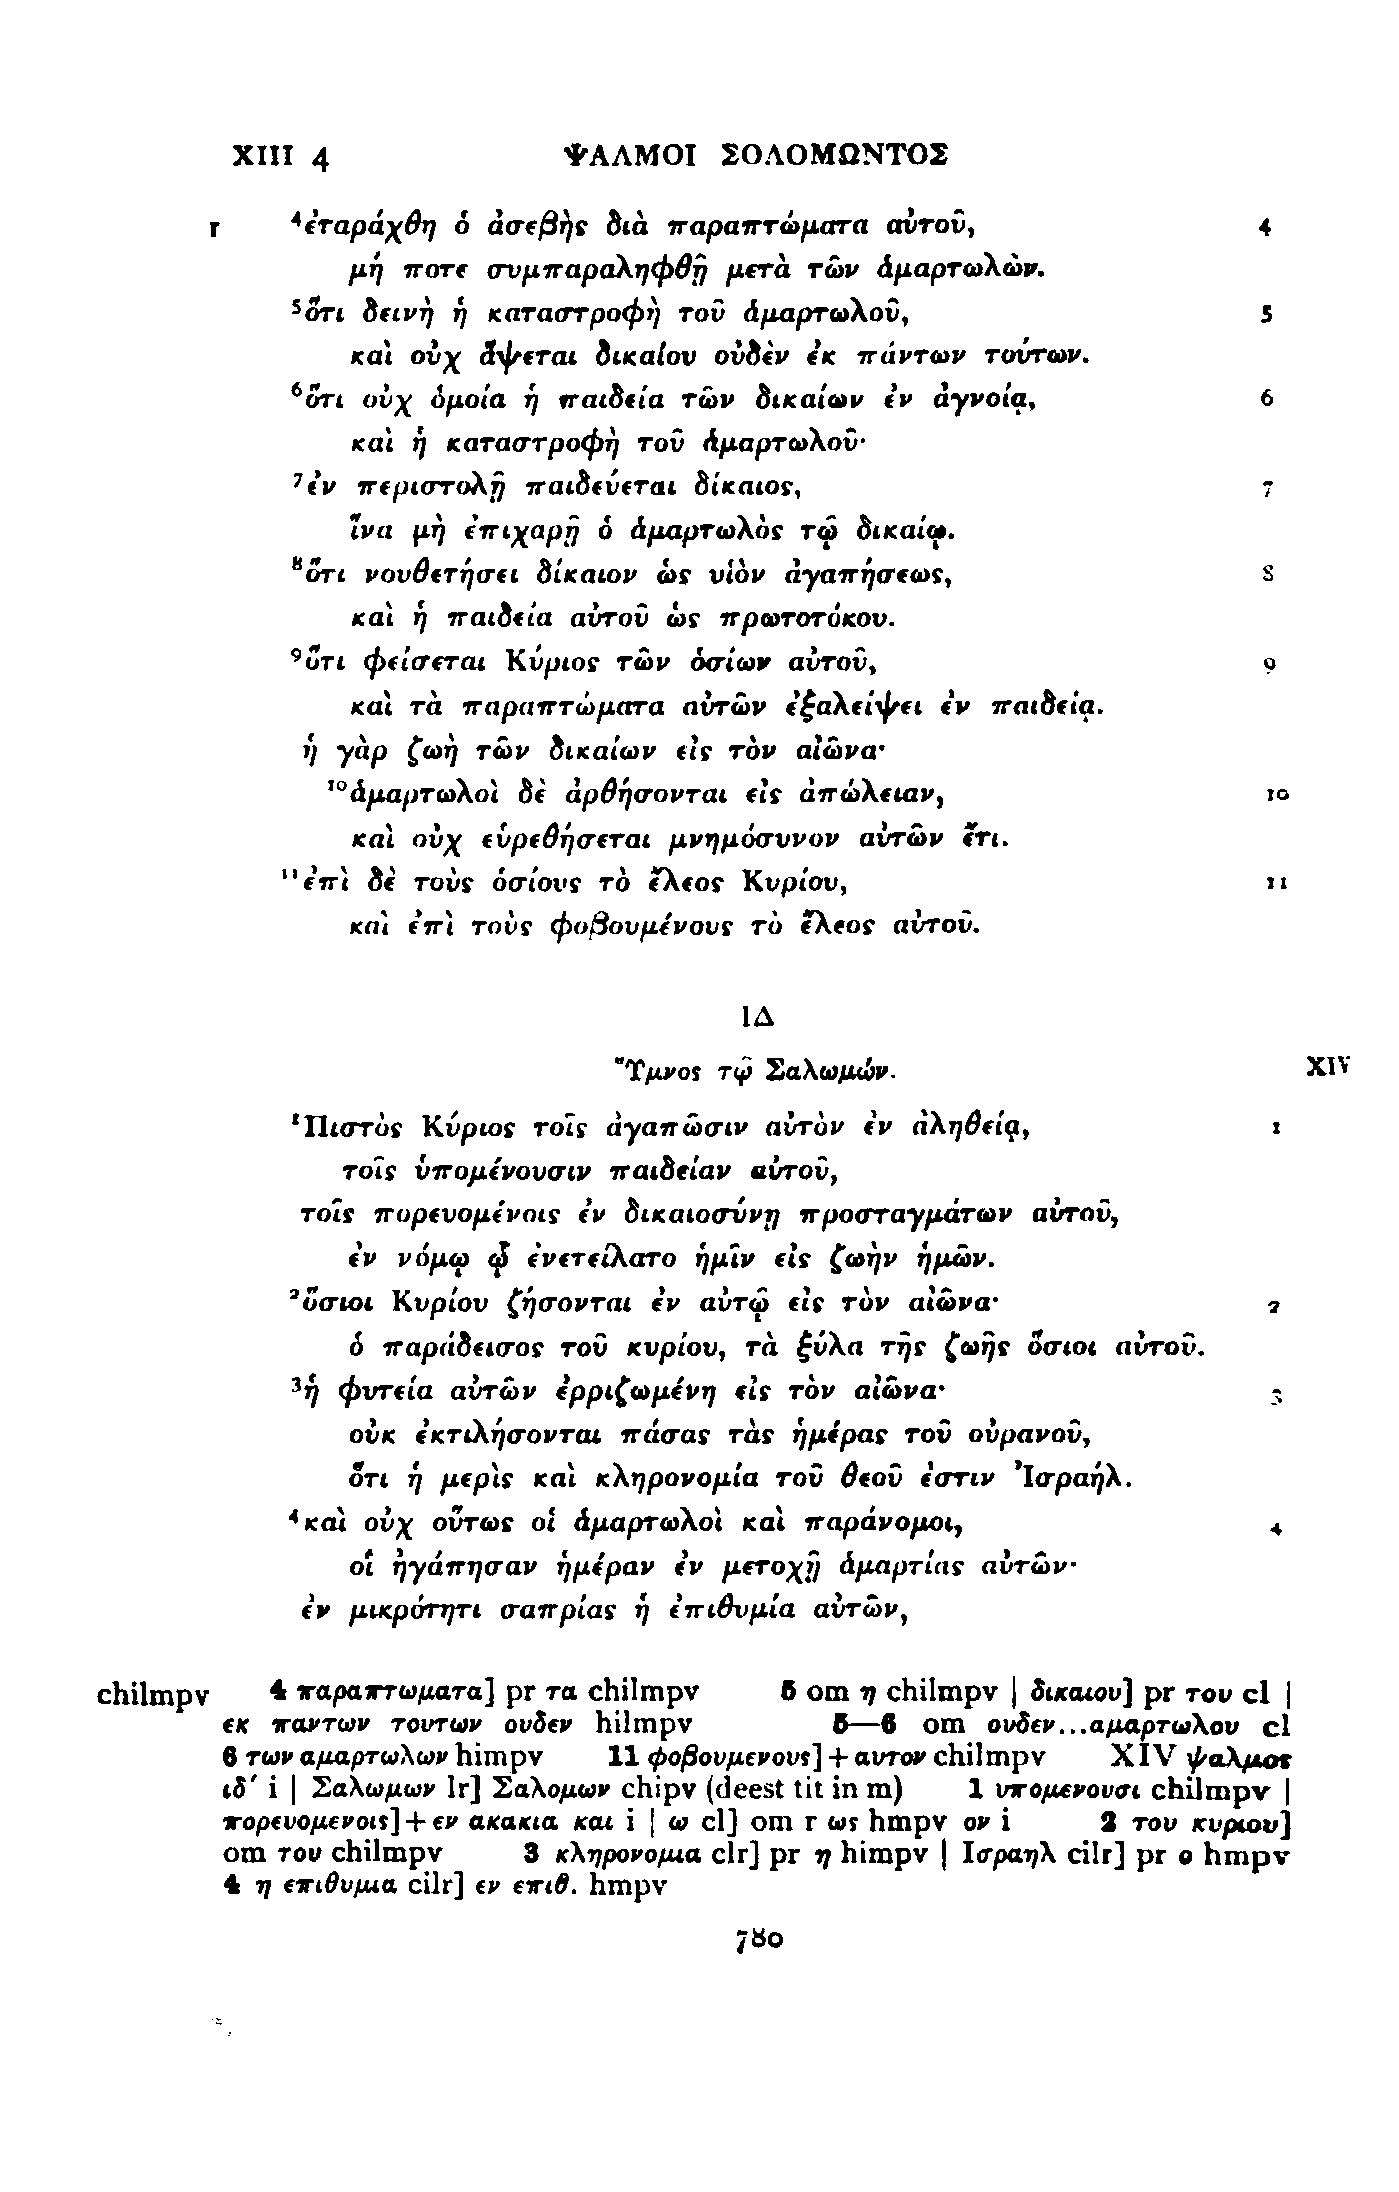 XIII 4 ΨΑΛΜΟΙ ΣΟΛΟΜΩΝΤΟΣ
r ⁴ἐταράχθη ὁ ἀσεβὴς διὰ παραπτώματα αὐτοῦ, 4
μή ποτε συμπαραληφθῇ μετὰ τῶν ἁμαρτωλῶν.
⁵ὅτι δεινὴ ἡ καταστροφὴ τοῦ ἁμαρτωλοῦ, 5
καὶ οὐχ ἅψεται δικαίου οὐδὲν ἐκ πάντων τούτων.
⁶ὅτι οὐχ ὁμοία ἡ παιδεία τῶν δικαίων ἐν ἀγνοίᾳ, 6
καὶ ἡ καταστροφὴ τοῦ ἁμαρτωλοῦ·
⁷ἐν περιστολῇ παιδεύεται δίκαιος, 7
ἵνα μὴ ἐπιχαρῇ ὁ ἁμαρτωλὸς τῷ δικαίῳ.
⁸ὅτι νουθετήσει δίκαιον ὡς υἱὸν ἀγαπήσεως, 8
καὶ ἡ παιδεία αὐτοῦ ὡς πρωτοτόκου.
⁹ὅτι φείσεται Κύριος τῶν ὁσίων αὐτοῦ, 9
καὶ τὰ παραπτώματα αὐτῶν ἐξαλείψει ἐν παιδείᾳ.
ἡ γὰρ ζωὴ τῶν δικαίων εἰς τὸν αἰῶνα·
¹⁰ἁμαρτωλοὶ δὲ ἀρθήσονται εἰς ἀπώλειαν, 10
καὶ οὐχ εὑρεθήσεται μνημόσυνον αὐτῶν ἔτι.
¹¹ἐπὶ δὲ τοὺς ὁσίους τὸ ἔλεος Κυρίου, 11
καὶ ἐπὶ τοὺς φοβουμένους τὸ ἔλεος αὐτοῦ.
ΙΔ
Ὕμνος τῷ Σαλωμών. XIV
¹Πιστὸς Κύριος τοῖς ἀγαπῶσιν αὐτὸν ἐν ἀληθείᾳ, 1
τοῖς ὑπομένουσιν παιδείαν αὐτοῦ,
τοῖς πορευομένοις ἐν δικαιοσύνῃ προσταγμάτων αὐτοῦ,
ἐν νόμῳ ᾧ ἐνετείλατο ἡμῖν εἰς ζωὴν ἡμῶν.
²ὅσιοι Κυρίου ζήσονται ἐν αὐτῷ εἰς τὸν αἰῶνα· 2
ὁ παράδεισος τοῦ κυρίου, τὰ ξύλα τῆς ζωῆς ὅσιοι αὐτοῦ.
³ἡ φυτεία αὐτῶν ἐρριζωμένη εἰς τὸν αἰῶνα· 3
οὐκ ἐκτιλήσονται πάσας τὰς ἡμέρας τοῦ οὐρανοῦ,
ὅτι ἡ μερὶς καὶ κληρονομία τοῦ θεοῦ ἐστιν Ἰσραήλ.
⁴καὶ οὐχ οὕτως οἱ ἁμαρτωλοὶ καὶ παράνομοι, 4
οἳ ἠγάπησαν ἡμέραν ἐν μετοχῇ ἁμαρτίας αὐτῶν·
ἐν μικρότητι σαπρίας ἡ ἐπιθυμία αὐτῶν,
chilmpv 4 παραπτωματα] pr τα chilmpv 5 om η chilmpv | δικαιου] pr του cl |
εκ παντων τουτων ουδεν hilmpv 5—6 om ουδεν...αμαρτωλου cl
6 των αμαρτωλων himpv 11 φοβουμενους] + αυτον chilmpv XIV ψαλμος
ιδ′ i | Σαλωμων lr] Σαλομων chipv (deest tit in m) 1 υπομενουσι chilmpv |
πορευομενοις] + εν ακακια και i | ω cl] om r ως hmpv ον i 2 του κυριου]
om του chilmpv 3 κληρονομια clr] pr η himpv | Ισραηλ cilr] pr ο hmpv
4 η επιθυμια cilr] εν επιθ. hmpv
780